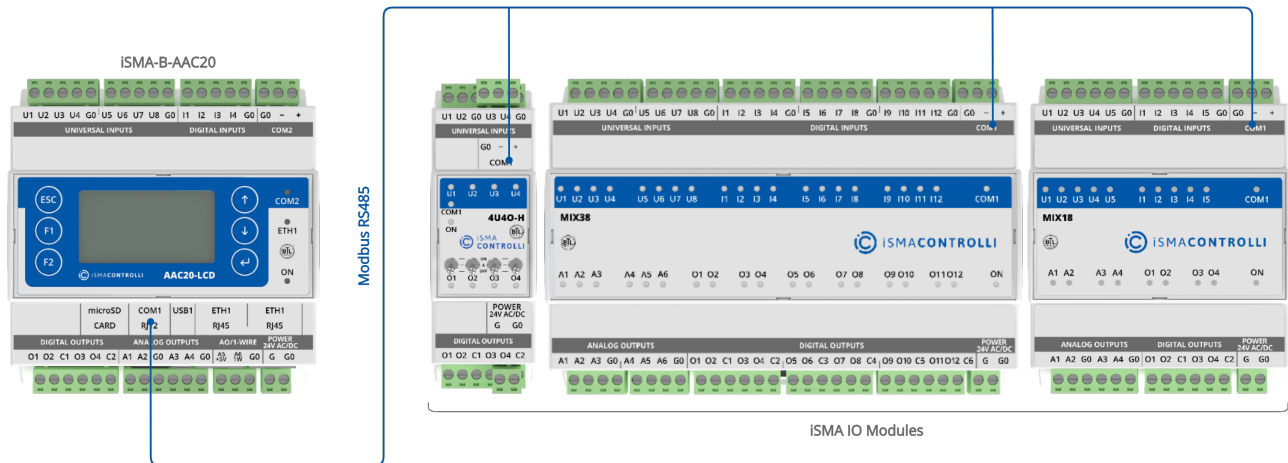 iSMA-B-AAC20
U1 U2 U3 U4 G0 U5 U6 U7 U8 G0 I1 I2 I3 I4 G0 G0 − +
UNIVERSAL INPUTS DIGITAL INPUTS COM2
ESC
F1
F2
COM2
ETH1
BTL
ON
iSMACONTROLLI AAC20-LCD
microSD COM1 USB1 ETH1 ETH1
CARD RJ12 RJ45 RJ45
DIGITAL OUTPUTS ANALOG OUTPUTS AO/1-WIRE POWER
24V AC/DC
O1 O2 C1 O3 O4 C2 A1 A2 G0 A3 A4 G0 A5 A6 G0 G G0
+5V 1W
Modbus RS485
U1 U2 G0 U3 U4 G0
UNIVERSAL INPUTS
G0 − +
COM1
U1 U2 U3 U4
COM1
4U4O-H
ON
BTL
iSMA
CONTROLLI
ON
A
OFF
O1 O2 O3 O4
POWER
24V AC/DC
G G0
DIGITAL OUTPUTS
O1 O2 C1 O3 O4 C2
U1 U2 U3 U4 G0 U5 U6 U7 U8 G0 I1 I2 I3 I4 G0 I5 I6 I7 I8 G0 I9 I10 I11 I12 G0 G0 − +
UNIVERSAL INPUTS DIGITAL INPUTS COM1
U1 U2 U3 U4 U5 U6 U7 U8 I1 I2 I3 I4 I5 I6 I7 I8 I9 I10 I11 I12 COM1
MIX38
BTL
iSMACONTROLLI
A1 A2 A3 A4 A5 A6 O1 O2 O3 O4 O5 O6 O7 O8 O9 O10 O11 O12 ON
ANALOG OUTPUTS DIGITAL OUTPUTS POWER
24V AC/DC
A1 A2 A3 G0 A4 A5 A6 G0 O1 O2 C1 O3 O4 C2 O5 O6 C3 O7 O8 C4 O9 O10 C5 O11 O12 C6 G G0
U1 U2 U3 U4 U5 G0 I1 I2 I3 I4 I5 G0 G0 − +
UNIVERSAL INPUTS DIGITAL INPUTS COM1
U1 U2 U3 U4 U5 I1 I2 I3 I4 I5 COM1
MIX18
BTL
iSMACONTROLLI
A1 A2 A3 A4 O1 O2 O3 O4 ON
ANALOG OUTPUTS DIGITAL OUTPUTS POWER
24V AC/DC
A1 A2 G0 A3 A4 G0 O1 O2 C1 O3 O4 C2 G G0
iSMA IO Modules